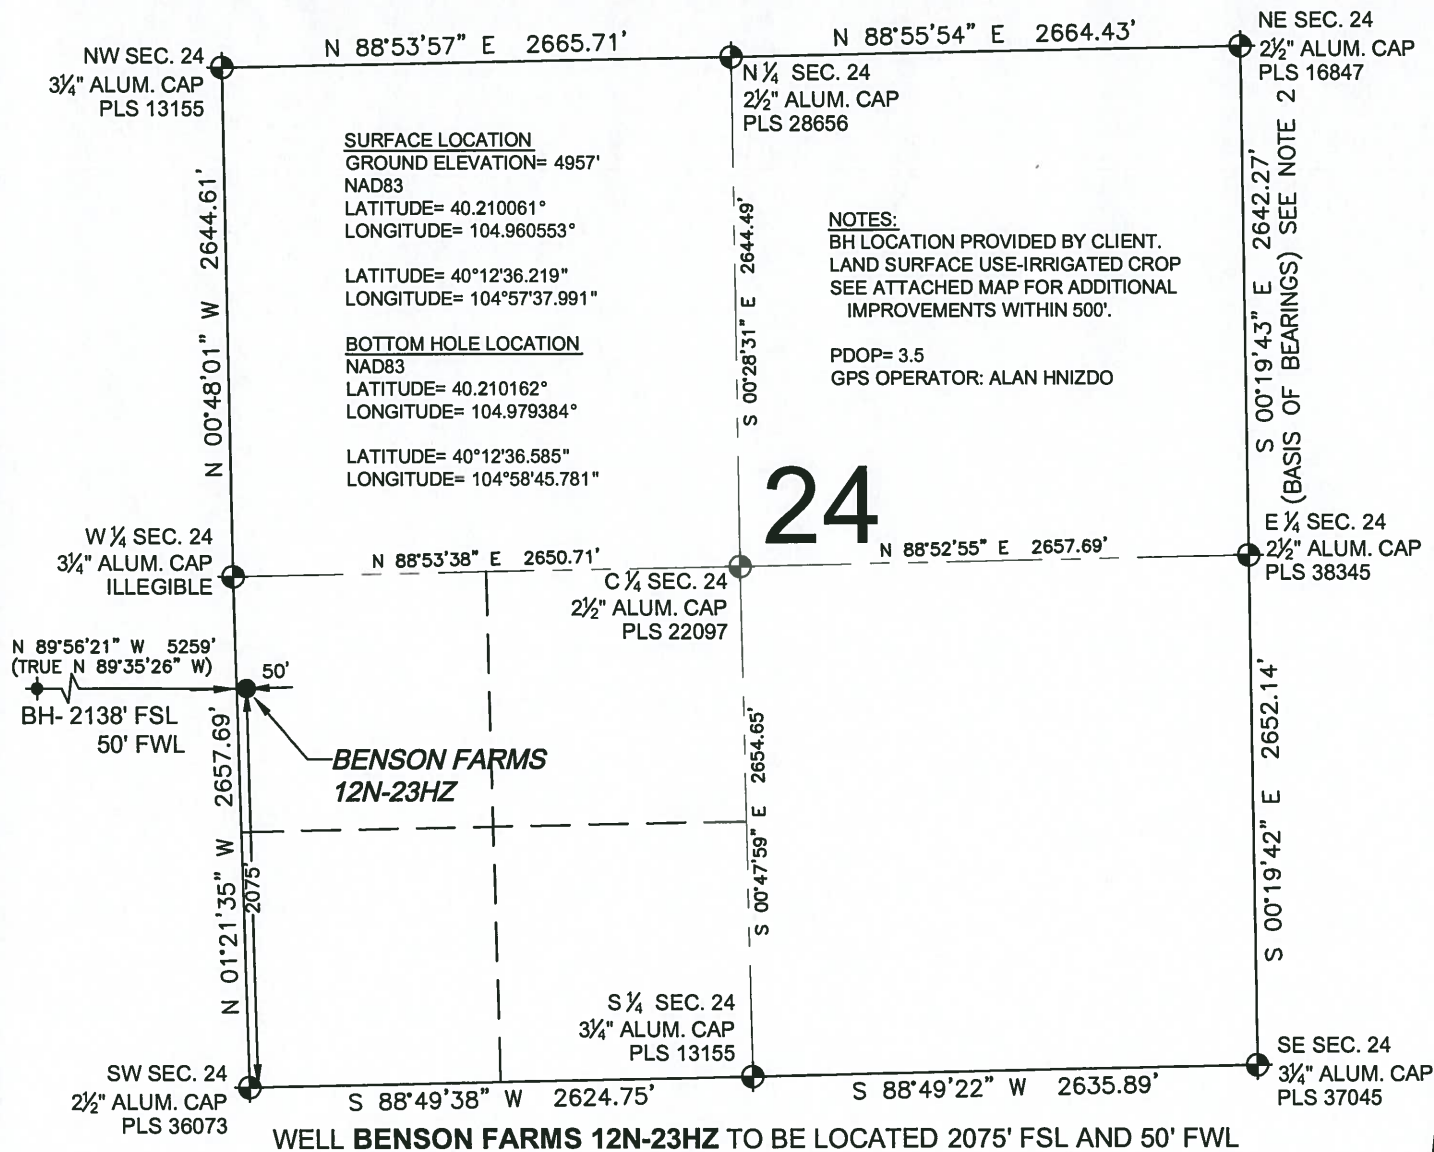 N 88°53'57" E 2665.71'
N 88°55'54" E 2664.43'
NW SEC. 24
3¼" ALUM. CAP
PLS 13155
N ¼ SEC. 24
2½" ALUM. CAP
PLS 28656
NE SEC. 24
2½" ALUM. CAP
PLS 16847
SURFACE LOCATION
GROUND ELEVATION= 4957'
NAD83
LATITUDE= 40.210061°
LONGITUDE= 104.960553°
LATITUDE= 40°12'36.219"
LONGITUDE= 104°57'37.991"
BOTTOM HOLE LOCATION
NAD83
LATITUDE= 40.210162°
LONGITUDE= 104.979384°
LATITUDE= 40°12'36.585"
LONGITUDE= 104°58'45.781"
NOTES:
BH LOCATION PROVIDED BY CLIENT.
LAND SURFACE USE-IRRIGATED CROP
SEE ATTACHED MAP FOR ADDITIONAL
IMPROVEMENTS WITHIN 500'.
PDOP= 3.5
GPS OPERATOR: ALAN HNIZDO
N 00°48'01" W 2644.61'
S 00°28'31" E 2644.49'
S 00°19'43" E 2642.27'
(BASIS OF BEARINGS) SEE NOTE 2
24
W ¼ SEC. 24
3¼" ALUM. CAP
ILLEGIBLE
N 88°53'38" E 2650.71'
C ¼ SEC. 24
2½" ALUM. CAP
PLS 22097
N 88°52'55" E 2657.69'
E ¼ SEC. 24
2½" ALUM. CAP
PLS 38345
N 89°56'21" W 5259'
(TRUE N 89°35'26" W)
50'
BH- 2138' FSL
50' FWL
BENSON FARMS
12N-23HZ
N 01°21'35" W 2657.69'
2075'
S 00°47'59" E 2654.65'
S 00°19'42" E 2652.14'
SW SEC. 24
2½" ALUM. CAP
PLS 36073
S ¼ SEC. 24
3¼" ALUM. CAP
PLS 13155
SE SEC. 24
3¼" ALUM. CAP
PLS 37045
S 88°49'38" W 2624.75'
S 88°49'22" W 2635.89'
WELL BENSON FARMS 12N-23HZ TO BE LOCATED 2075' FSL AND 50' FWL